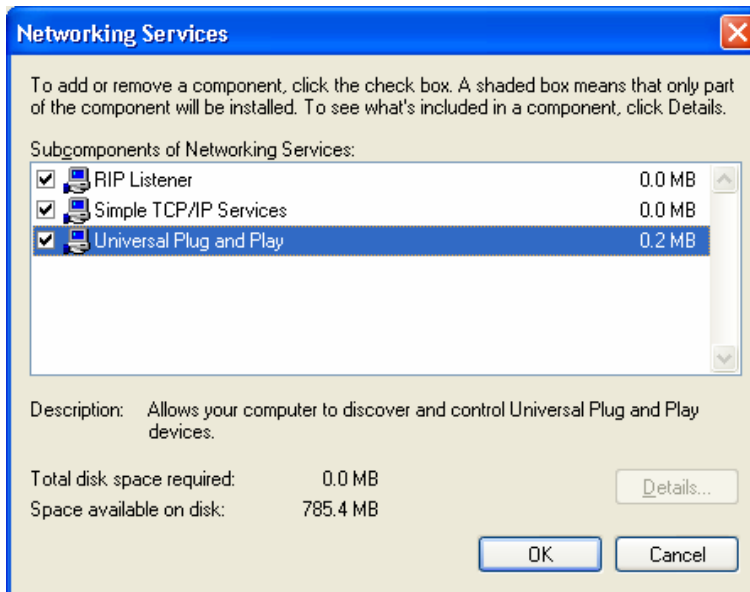 Networking Services
To add or remove a component, click the check box. A shaded box means that only part
of the component will be installed. To see what's included in a component, click Details.
Subcomponents of Networking Services:
RIP Listener 0.0 MB
Simple TCP/IP Services 0.0 MB
Universal Plug and Play 0.2 MB
Description: Allows your computer to discover and control Universal Plug and Play
devices.
Total disk space required: 0.0 MB
Details...
Space available on disk: 785.4 MB
OK Cancel